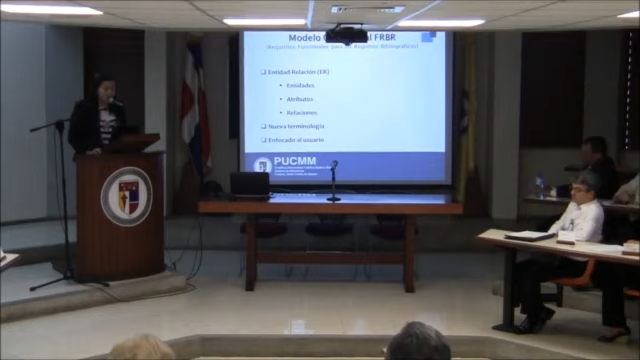 Modelo Conceptual FRBR
(Requisitos Funcionales para los Registros Bibliográficos)
❑ Entidad-Relación (ER)
• Entidades
• Atributos
• Relaciones
❑ Nueva terminología
❑ Enfocado al usuario
PUCMM